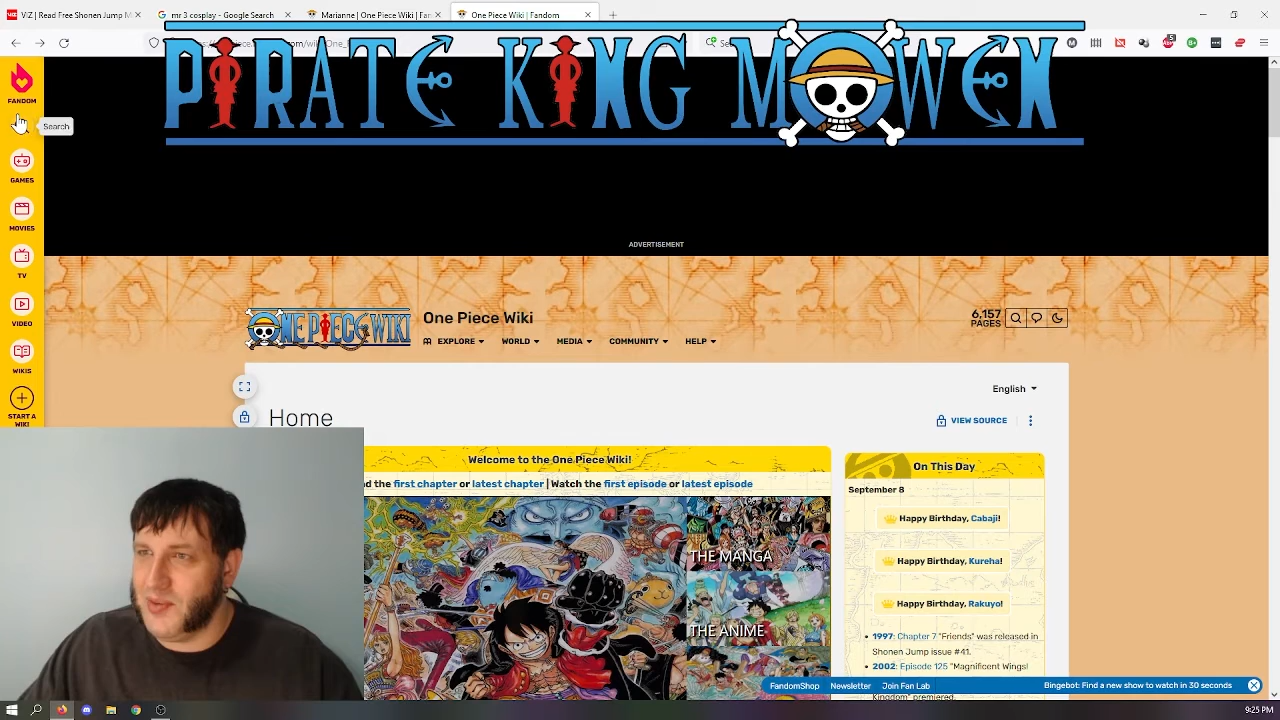 VIZ | Read Free Shonen Jump M
mr 3 cosplay - Google Search
Marianne | One Piece Wiki | Fan
One Piece Wiki | Fandom
PIRATE KING MOWEN
FANDOM
Search
GAMES
MOVIES
TV
VIDEO
WIKIS
START A
WIKI
ADVERTISEMENT
ONE PIECE WIKI
One Piece Wiki
6,157
PAGES
EXPLORE
WORLD
MEDIA
COMMUNITY
HELP
English
Home
VIEW SOURCE
Welcome to the One Piece Wiki!
d the first chapter or latest chapter | Watch the first episode or latest episode
THE MANGA
THE ANIME
On This Day
September 8
Happy Birthday, Cabaji!
Happy Birthday, Kureha!
Happy Birthday, Rakuyo!
1997: Chapter 7 "Friends" was released in
Shonen Jump issue #41.
2002: Episode 125 "Magnificent Wings!
Kingdom" premiered.
FandomShop
Newsletter
Join Fan Lab
Bingebot: Find a new show to watch in 30 seconds
9:25 PM